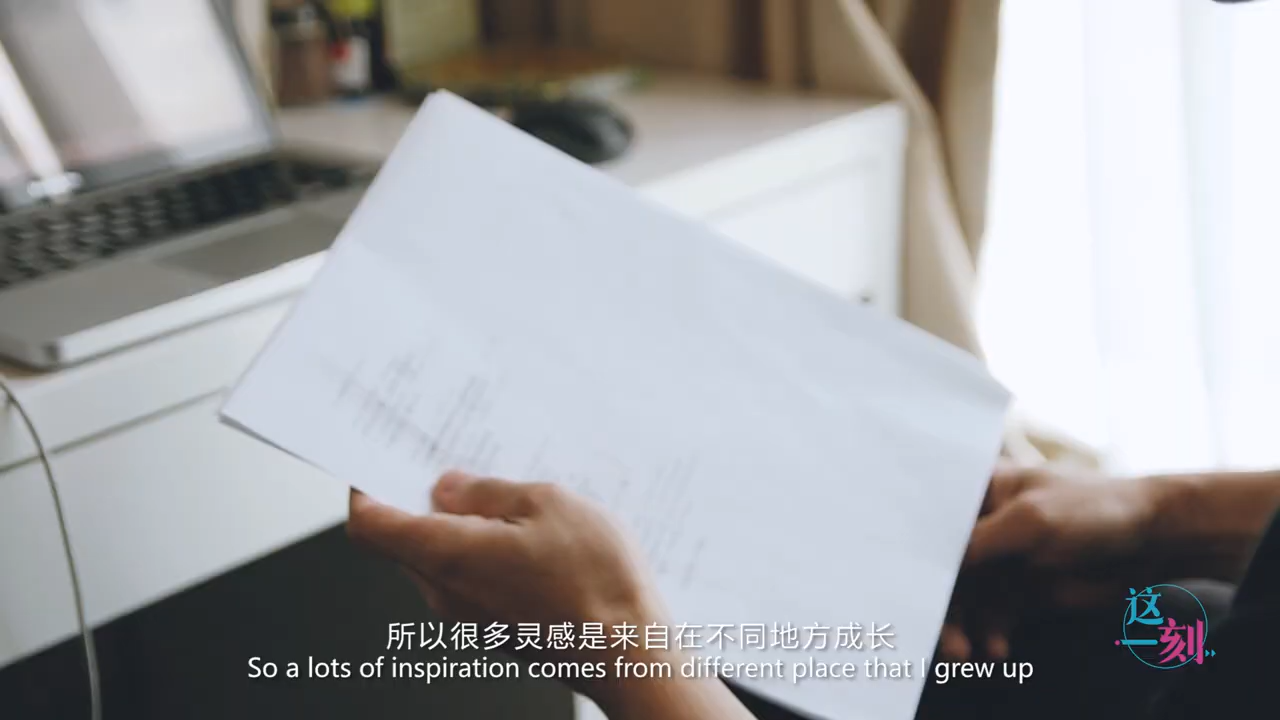 所以很多灵感是来自在不同地方成长
So a lots of inspiration comes from different place that I grew up
这
一刻